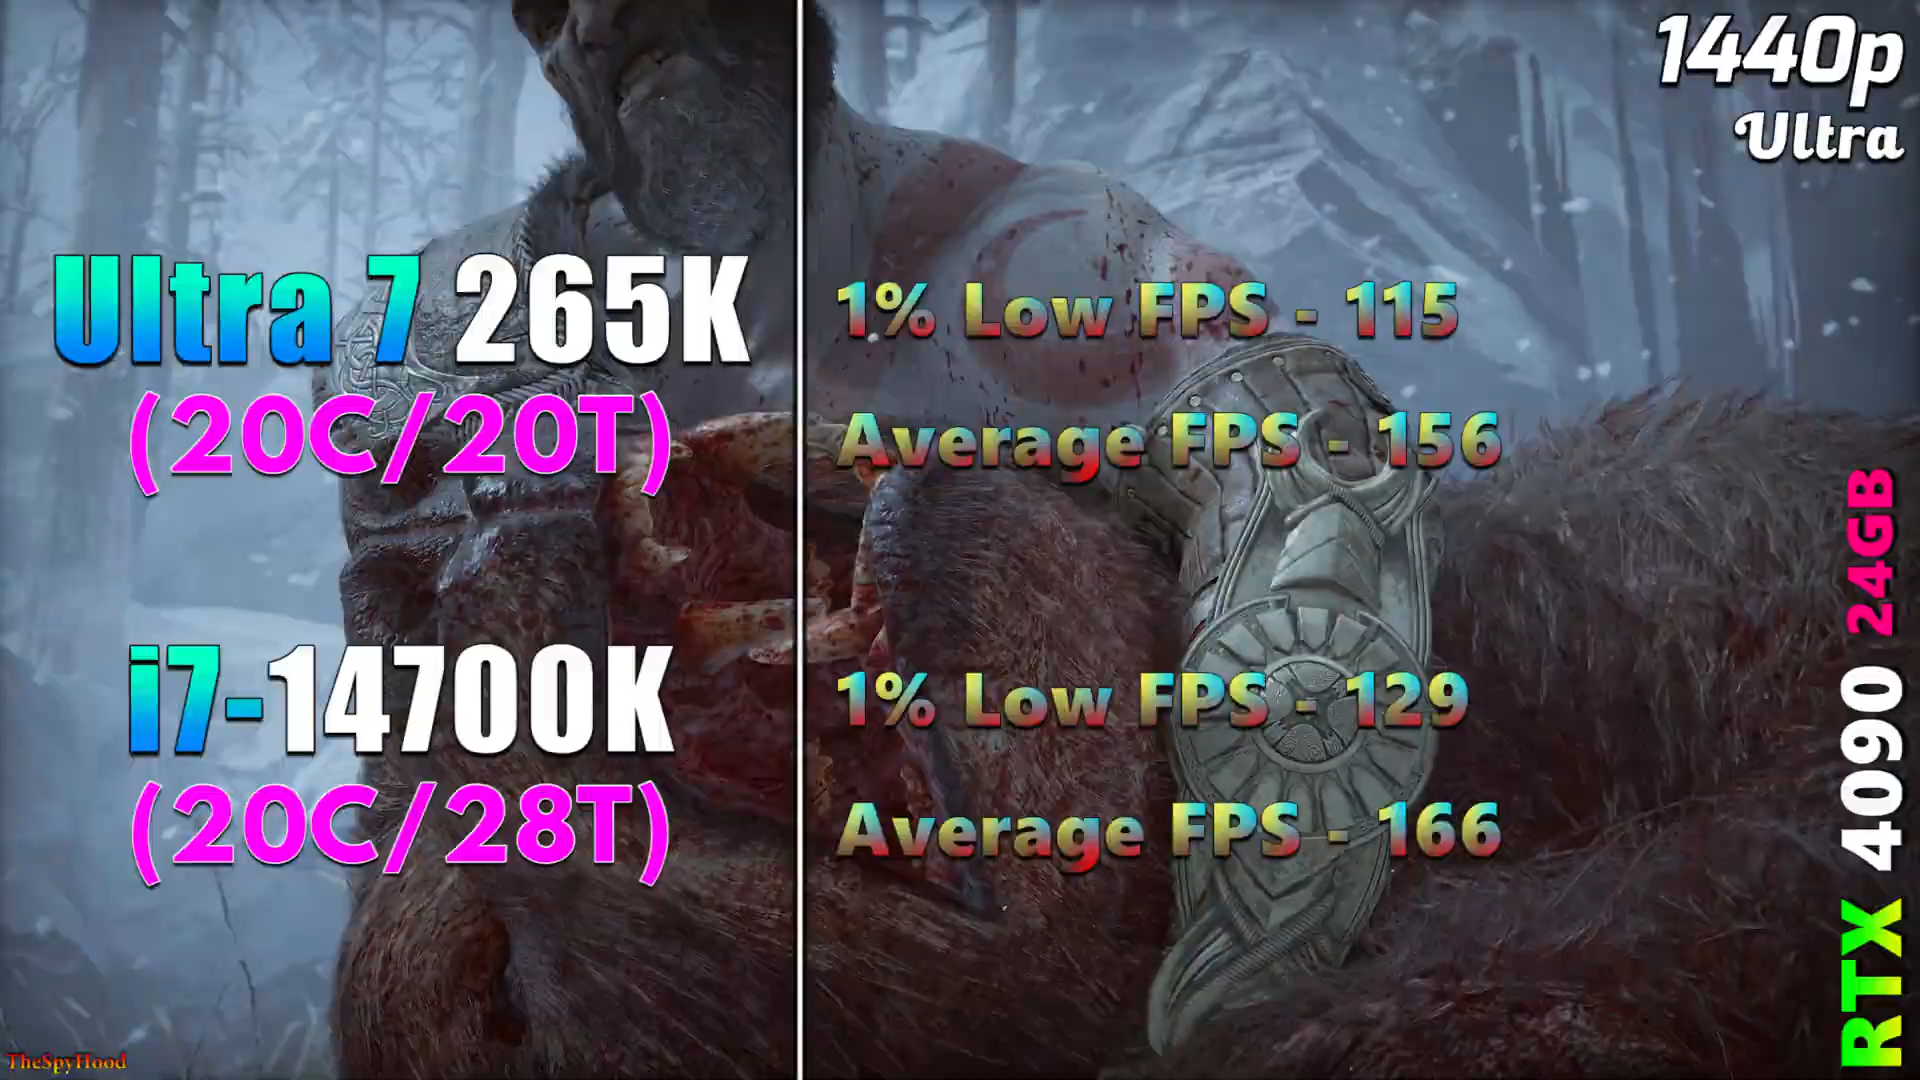 1440p
Ultra
Ultra 7 265K
(20C/20T)
1% Low FPS - 115
Average FPS - 156
i7-14700K
(20C/28T)
1% Low FPS - 129
Average FPS - 166
RTX 4090 24GB
TheSpyHood